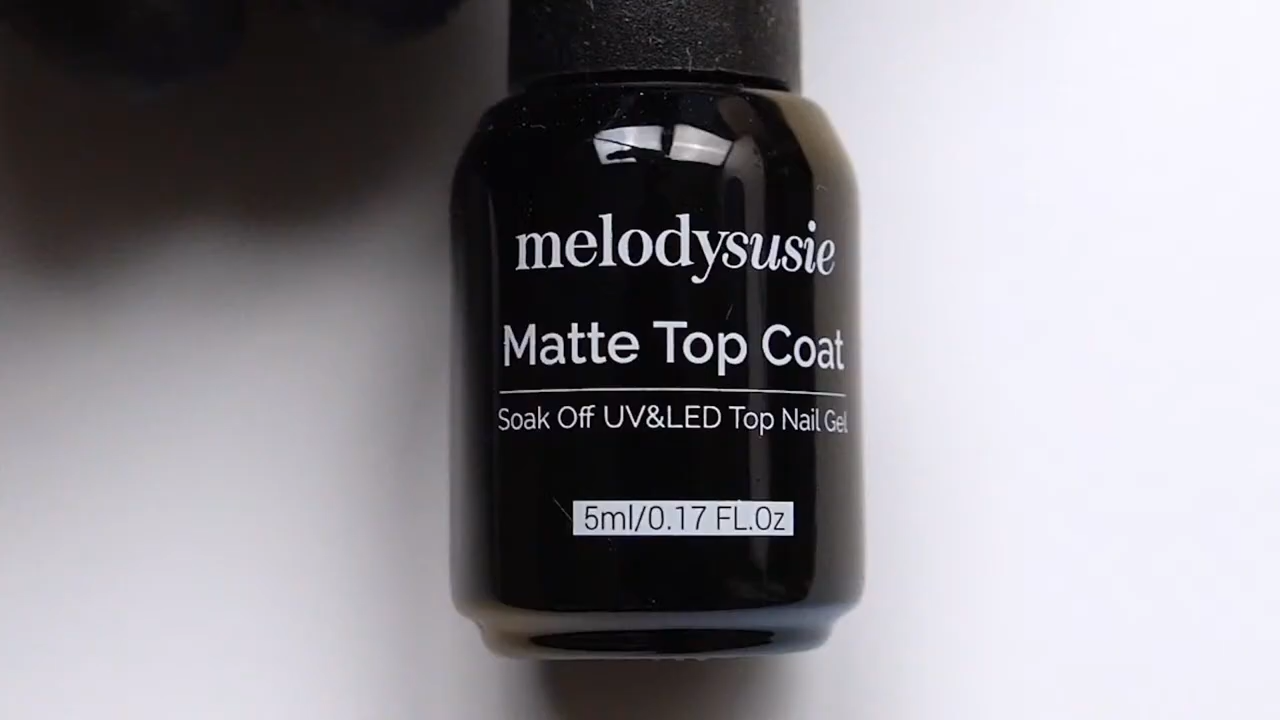 melodysusie
Matte Top Coat
Soak Off UV&LED Top Nail Gel
5ml/0.17 FL.Oz